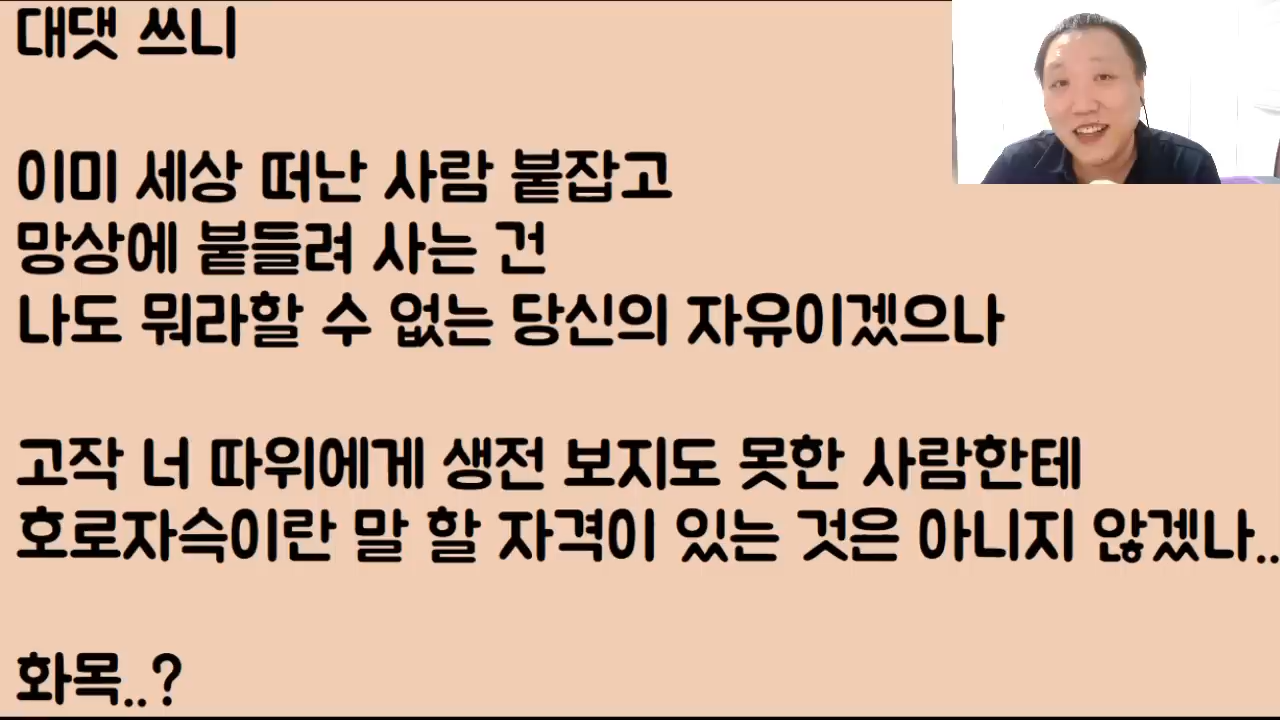 대댓 쓰니
이미 세상 떠난 사람 붙잡고
망상에 붙들려 사는 건
나도 뭐라할 수 없는 당신의 자유이겠으나
고작 너 따위에게 생전 보지도 못한 사람한테
호로자슥이란 말 할 자격이 있는 것은 아니지 않겠나..
화목..?